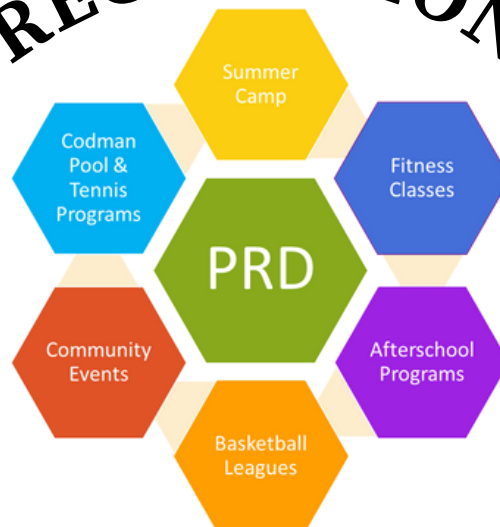 Summer
Camp
Codman
Pool &
Tennis
Programs
Fitness
Classes
PRD
Community
Events
Afterschool
Programs
Basketball
Leagues